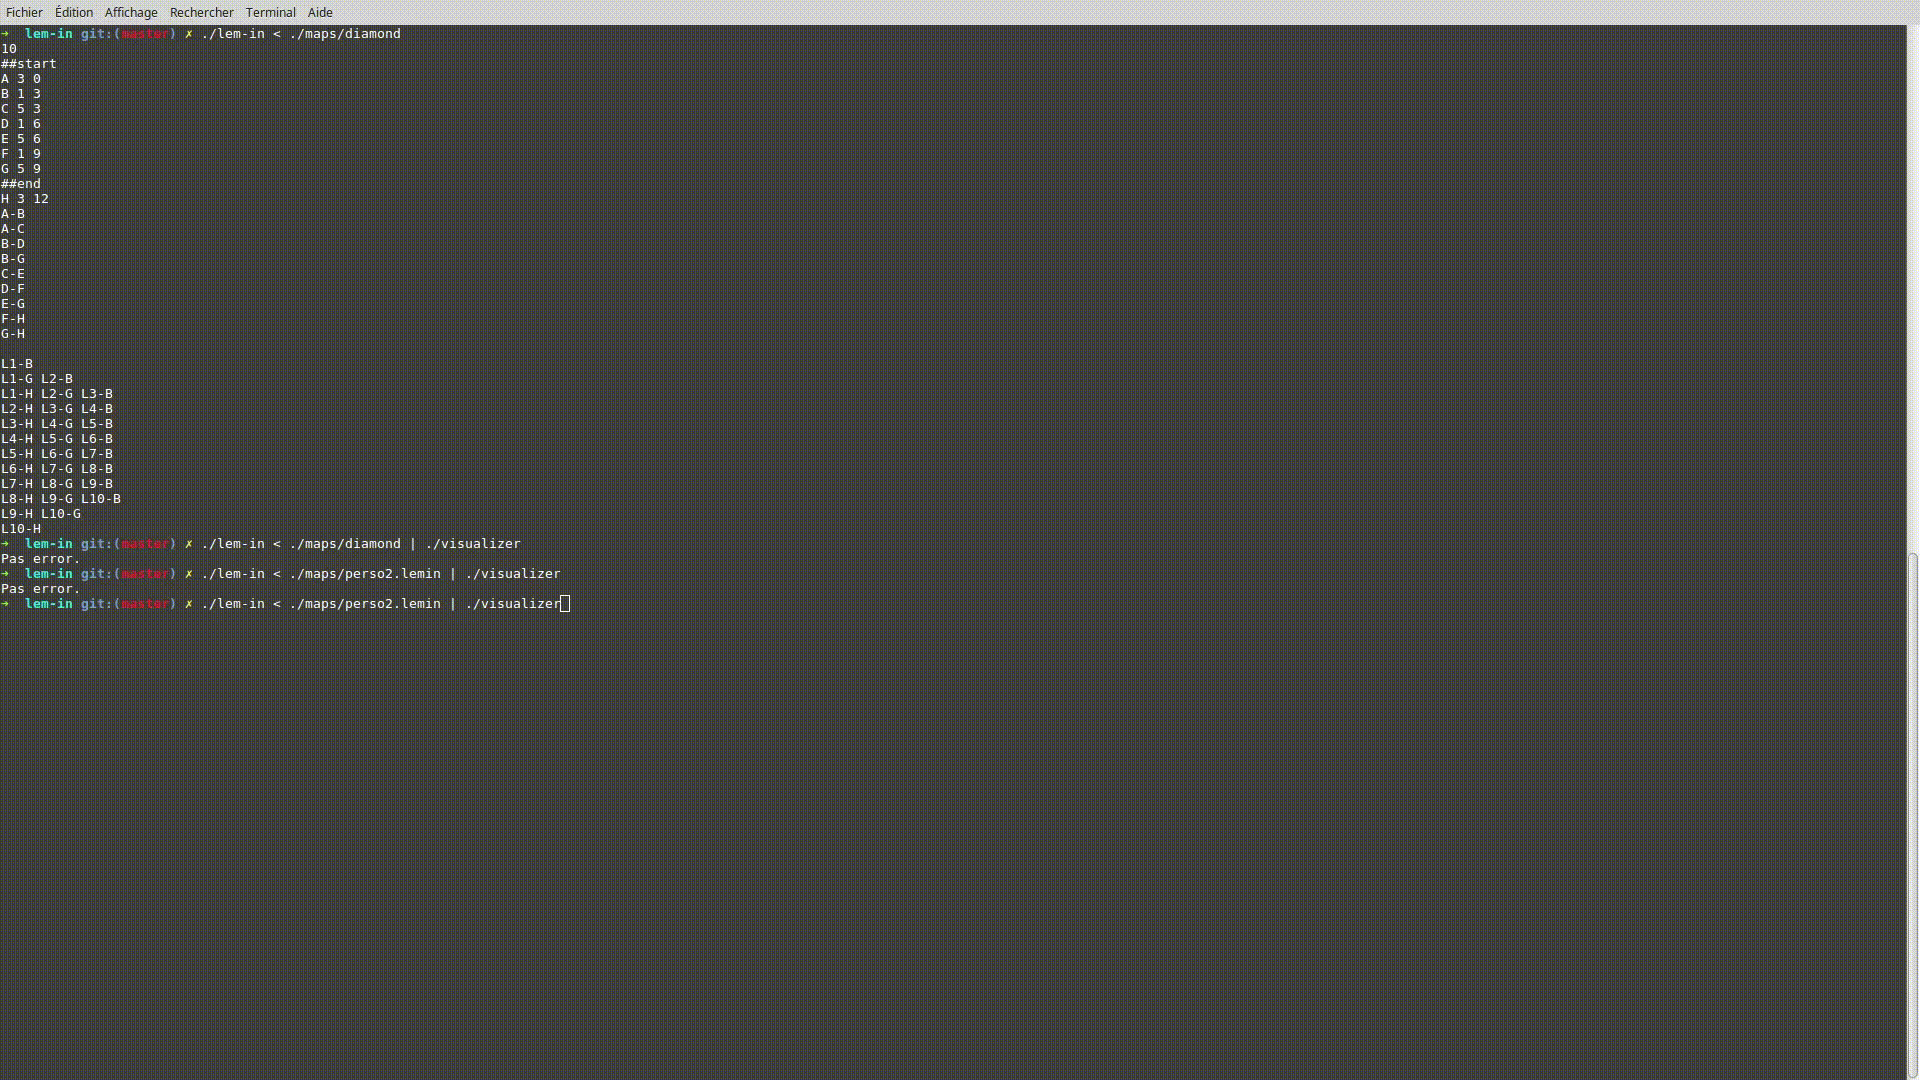 Fichier Édition Affichage Rechercher Terminal Aide
➜  lem-in git:(master) ✗ ./lem-in < ./maps/diamond
10
##start
A 3 0
B 1 3
C 5 3
D 1 6
E 5 6
F 1 9
G 5 9
##end
H 3 12
A-B
A-C
B-D
B-G
C-E
D-F
E-G
F-H
G-H
L1-B
L1-G L2-B
L1-H L2-G L3-B
L2-H L3-G L4-B
L3-H L4-G L5-B
L4-H L5-G L6-B
L5-H L6-G L7-B
L6-H L7-G L8-B
L7-H L8-G L9-B
L8-H L9-G L10-B
L9-H L10-G
L10-H
➜  lem-in git:(master) ✗ ./lem-in < ./maps/diamond | ./visualizer
Pas error.
➜  lem-in git:(master) ✗ ./lem-in < ./maps/perso2.lemin | ./visualizer
Pas error.
➜  lem-in git:(master) ✗ ./lem-in < ./maps/perso2.lemin | ./visualizer